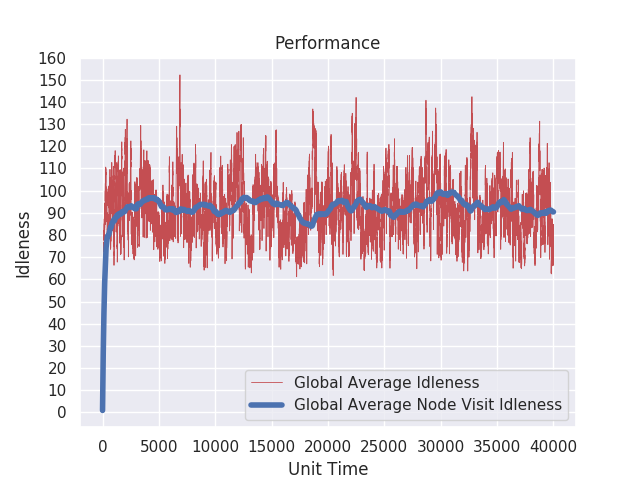 Performance
160
150
140
130
120
110
100
90
80
70
60
50
40
30
20
10
0
Idleness
Global Average Idleness
Global Average Node Visit Idleness
0 5000 10000 15000 20000 25000 30000 35000 40000
Unit Time